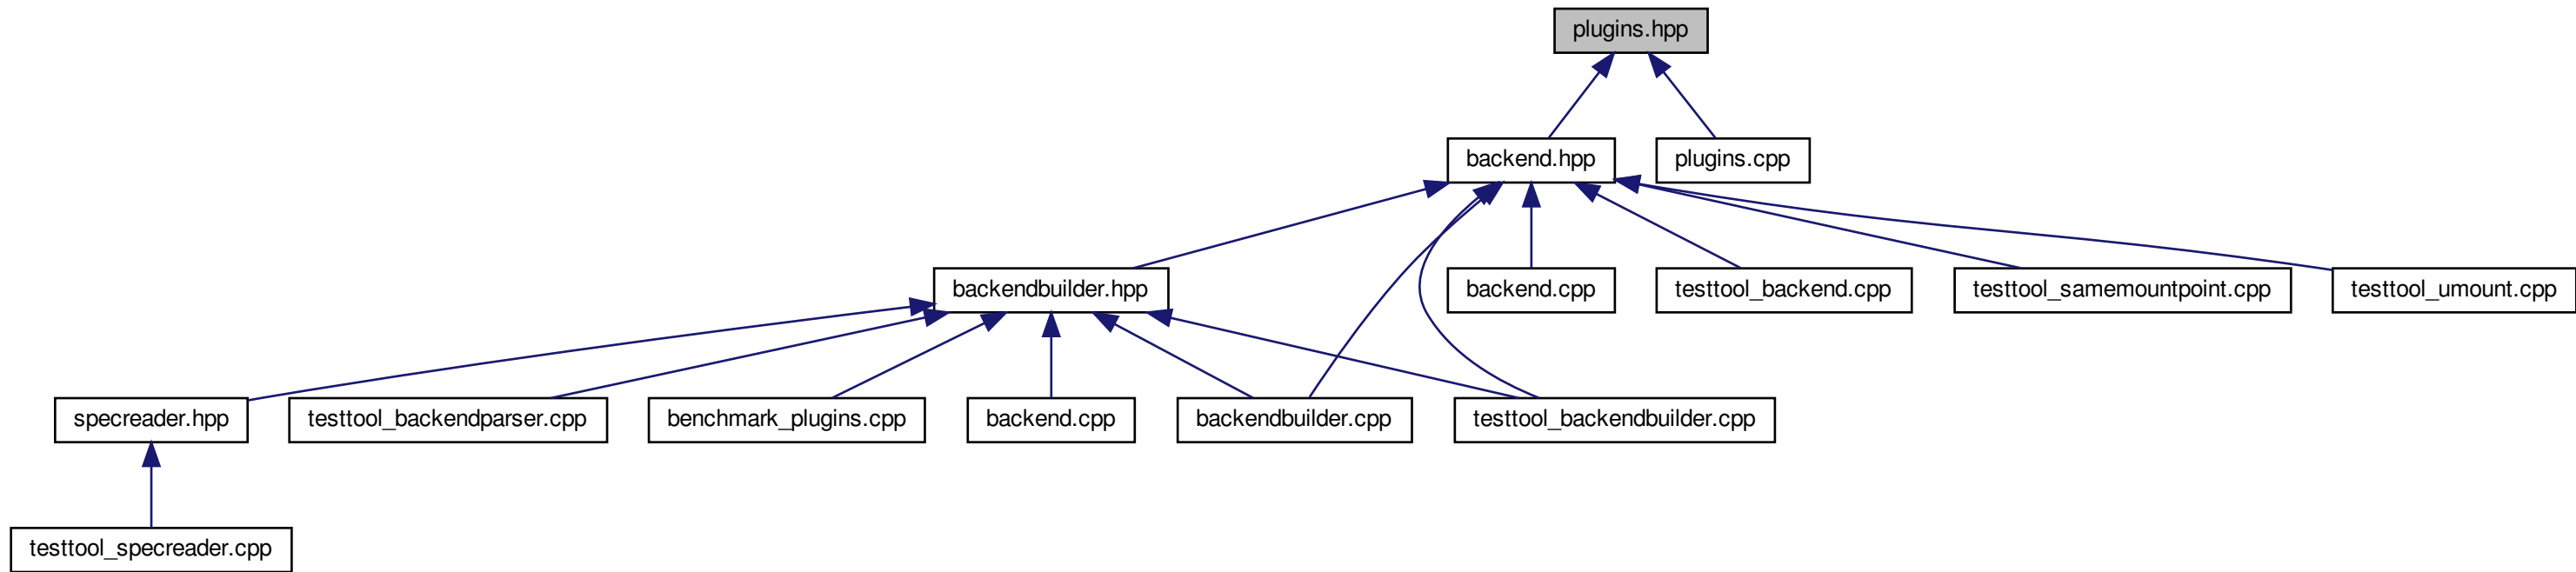 plugins.hpp
backend.hpp
plugins.cpp
backendbuilder.hpp
backend.cpp
testtool_backend.cpp
testtool_samemountpoint.cpp
testtool_umount.cpp
specreader.hpp
testtool_backendparser.cpp
benchmark_plugins.cpp
backend.cpp
backendbuilder.cpp
testtool_backendbuilder.cpp
testtool_specreader.cpp